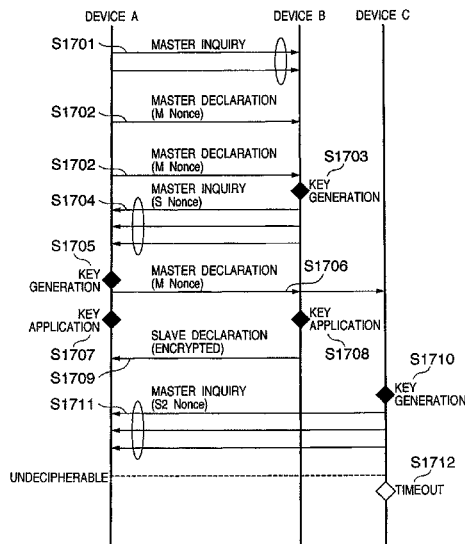 DEVICE A DEVICE B DEVICE C
S1701 MASTER INQUIRY
S1702 MASTER DECLARATION
(M Nonce)
S1702 MASTER DECLARATION
(M Nonce)
S1703
KEY
GENERATION
S1704 MASTER INQUIRY
(S Nonce)
S1705
KEY
GENERATION
MASTER DECLARATION
(M Nonce)
S1706
KEY
APPLICATION
S1707
KEY
APPLICATION
S1708
SLAVE DECLARATION
(ENCRYPTED)
S1709
S1710
KEY
GENERATION
S1711 MASTER INQUIRY
(S2 Nonce)
UNDECIPHERABLE
S1712
TIMEOUT